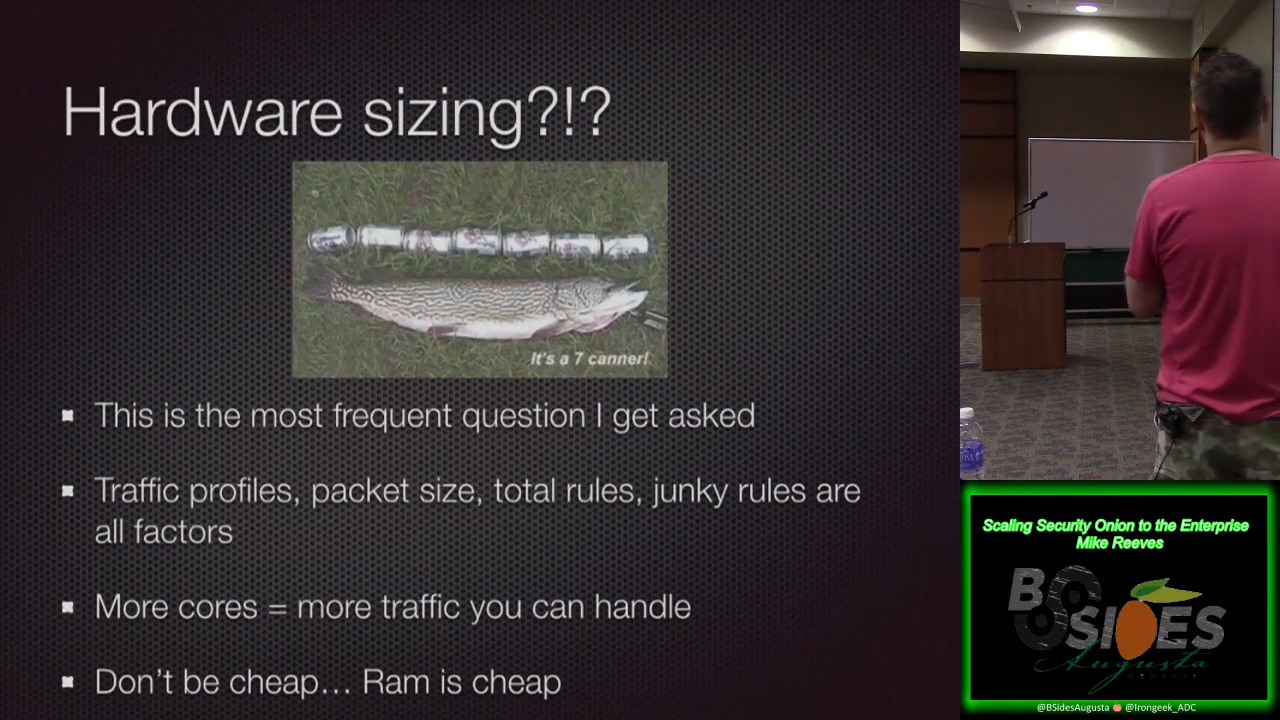 Hardware sizing?!?
It's a 7 canner!
This is the most frequent question I get asked
Traffic profiles, packet size, total rules, junky rules are
all factors
More cores = more traffic you can handle
Don't be cheap… Ram is cheap
Scaling Security Onion to the Enterprise
Mike Reeves
BSIDES
Augusta
@BSidesAugusta @Irongeek_ADC